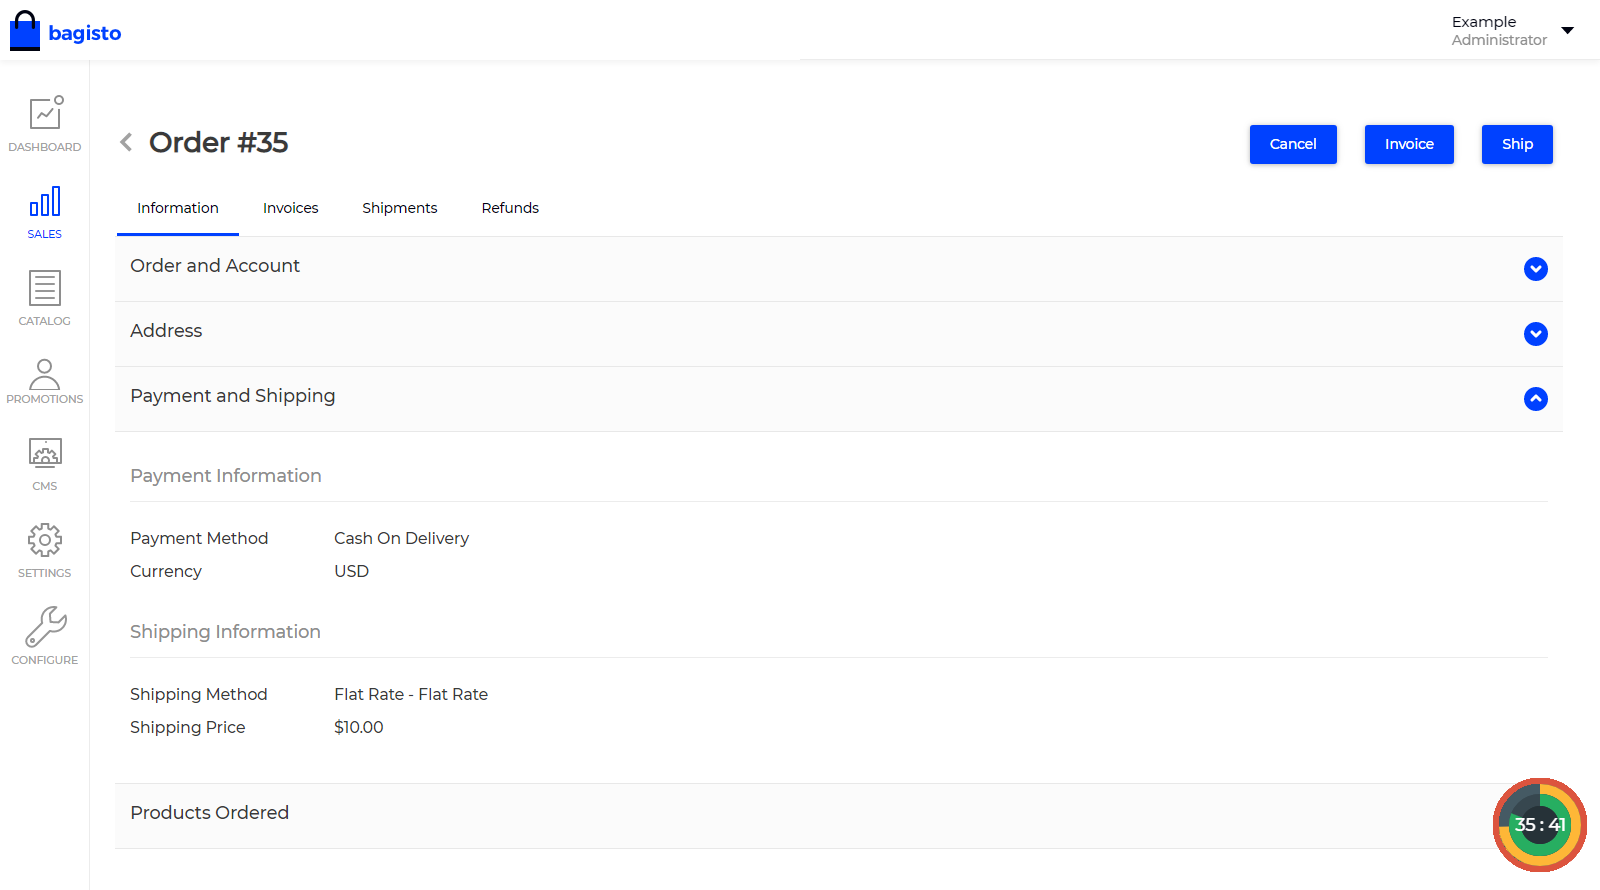 bagisto
Example
Administrator
DASHBOARD
SALES
CATALOG
PROMOTIONS
CMS
SETTINGS
CONFIGURE
Order #35
Cancel
Invoice
Ship
Information
Invoices
Shipments
Refunds
Order and Account
Address
Payment and Shipping
Payment Information
Payment Method Cash On Delivery
Currency USD
Shipping Information
Shipping Method Flat Rate - Flat Rate
Shipping Price $10.00
Products Ordered
35 : 41